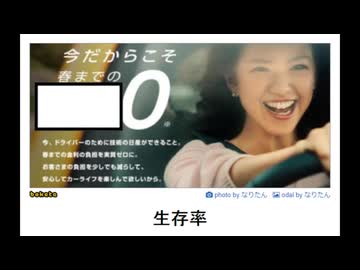 今だからこそ
春までの
0
今、ドライバーのために技術の日産ができること。
春までの金利の負担を実質ゼロに。
お客さまの負担を少しでも減らして、
安心してカーライフを楽しんで欲しいから。
bokete
photo by なりたん
odai by なりたん
生存率